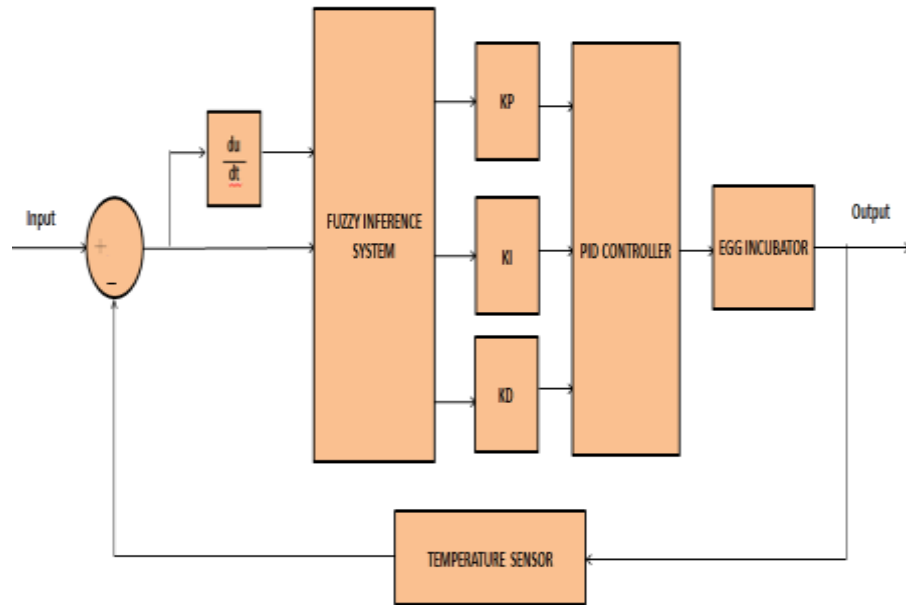 Input
+
−
du
dt
FUZZY INFERENCE
SYSTEM
KP
KI
KD
PID CONTROLLER
EGG INCUBATOR
Output
TEMPERATURE SENSOR